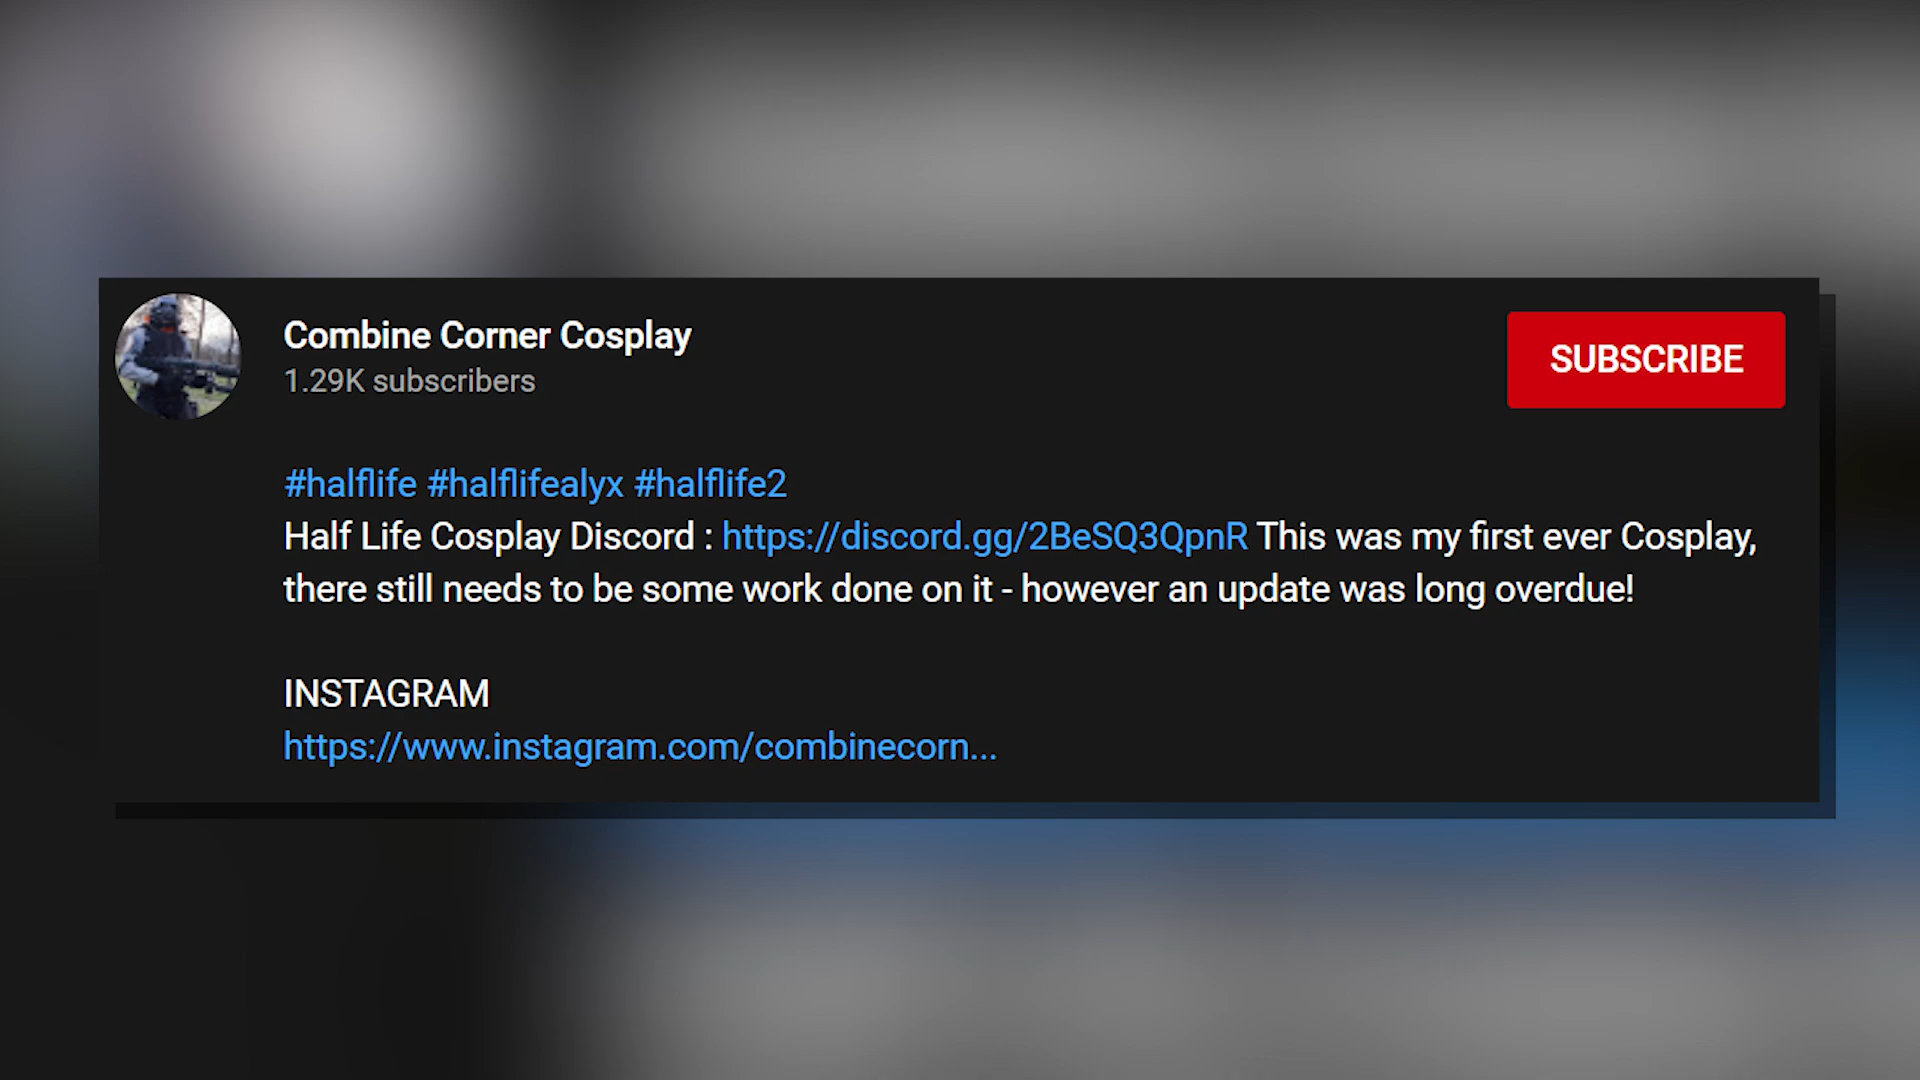 Combine Corner Cosplay
1.29K subscribers
SUBSCRIBE
#halflife #halflifealyx #halflife2
Half Life Cosplay Discord : https://discord.gg/2BeSQ3QpnR This was my first ever Cosplay,
there still needs to be some work done on it - however an update was long overdue!
INSTAGRAM
https://www.instagram.com/combinecorn...